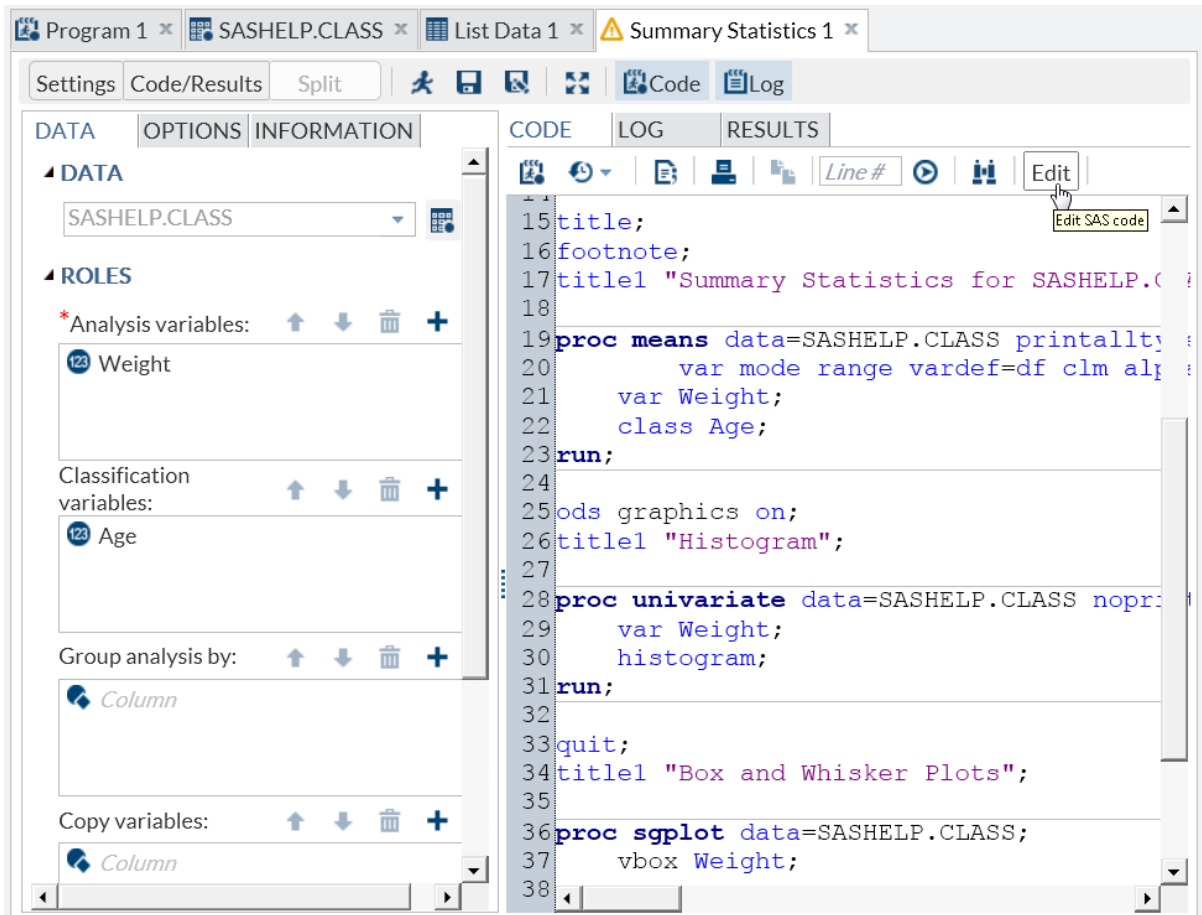 Program 1 × SASHELP.CLASS × List Data 1 × Summary Statistics 1 ×
Settings Code/Results Split Code Log
DATA OPTIONS INFORMATION
DATA
SASHELP.CLASS
ROLES
*Analysis variables:
123 Weight
Classification
variables:
123 Age
Group analysis by:
Column
Copy variables:
Column
CODE LOG RESULTS
Line # Edit
Edit SAS code
15 title;
16 footnote;
17 title1 "Summary Statistics for SASHELP.
18
19 proc means data=SASHELP.CLASS
20 var mode range vardef=df clm
21 var Weight;
22 class Age;
23 run;
24
25 ods graphics on;
26 title1 "Histogram";
27
28 proc univariate data=SASHELP.CLASS
29 var Weight;
30 histogram;
31 run;
32
33 quit;
34 title1 "Box and Whisker Plots";
35
36 proc sgplot data=SASHELP.CLASS;
37 vbox Weight;
38